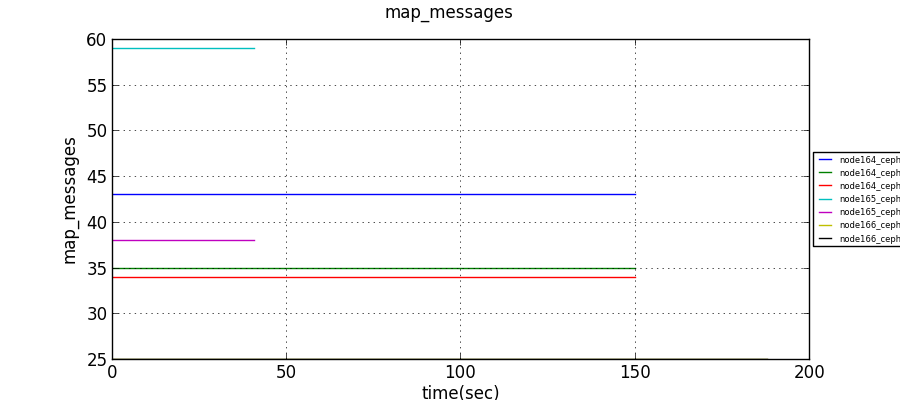 map_messages
60
55
50
45
40
35
30
25
map_messages
0 50 100 150 200
time(sec)
node164_ceph
node164_ceph
node164_ceph
node165_ceph
node165_ceph
node166_ceph
node166_ceph